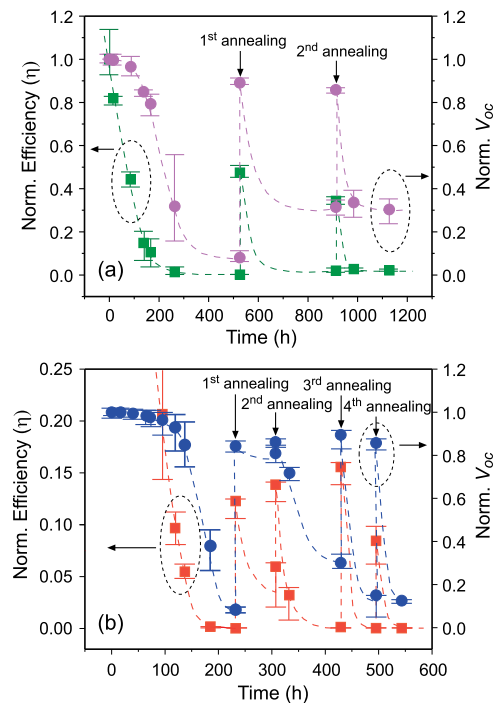 1st annealing
2nd annealing
Norm. Efficiency (η)
1.2
1.0
0.8
0.6
0.4
0.2
0.0
Norm. Voc
1.2
1.0
0.8
0.6
0.4
0.2
0.0
(a)
0 200 400 600 800 1000 1200
Time (h)
1st annealing
2nd annealing
3rd annealing
4th annealing
Norm. Efficiency (η)
0.25
0.20
0.15
0.10
0.05
0.00
Norm. Voc
1.2
1.0
0.8
0.6
0.4
0.2
0.0
(b)
0 100 200 300 400 500 600
Time (h)